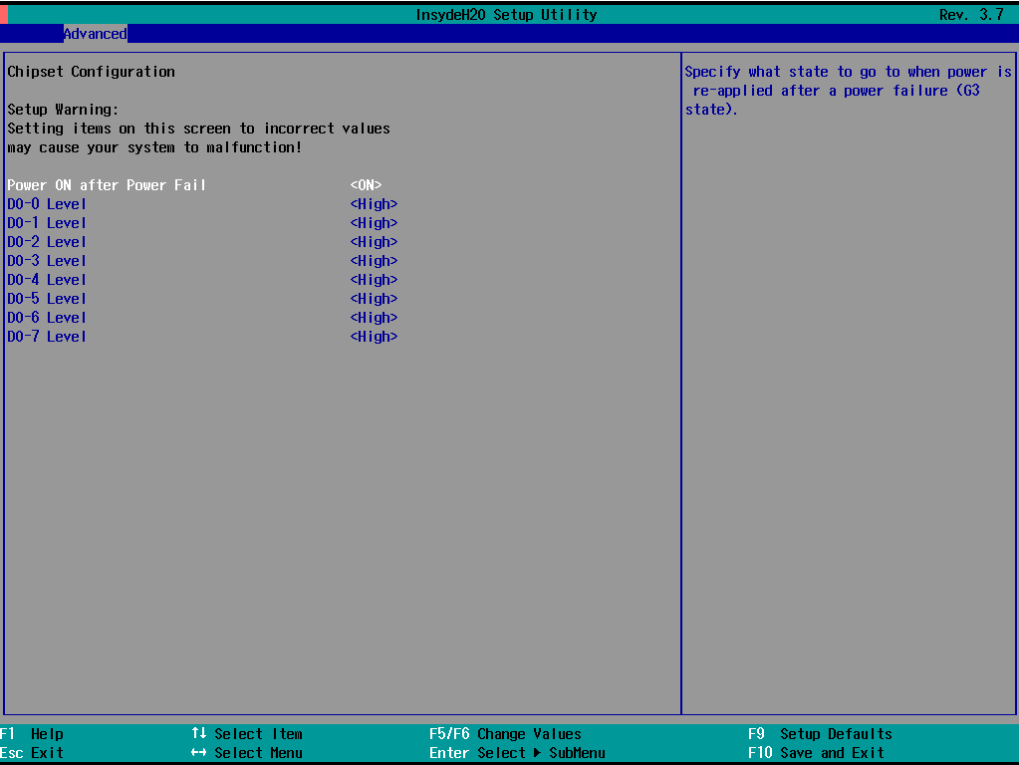 InsydeH20 Setup Utility Rev. 3.7
Advanced
Chipset Configuration
Setup Warning:
Setting items on this screen to incorrect values
may cause your system to malfunction!
Power ON after Power Fail <ON>
DO-0 Level <High>
DO-1 Level <High>
DO-2 Level <High>
DO-3 Level <High>
DO-4 Level <High>
DO-5 Level <High>
DO-6 Level <High>
DO-7 Level <High>
Specify what state to go to when power is
re-applied after a power failure (G3
state).
F1 Help ↑↓ Select Item F5/F6 Change Values F9 Setup Defaults
Esc Exit ↔ Select Menu Enter Select ▶ SubMenu F10 Save and Exit